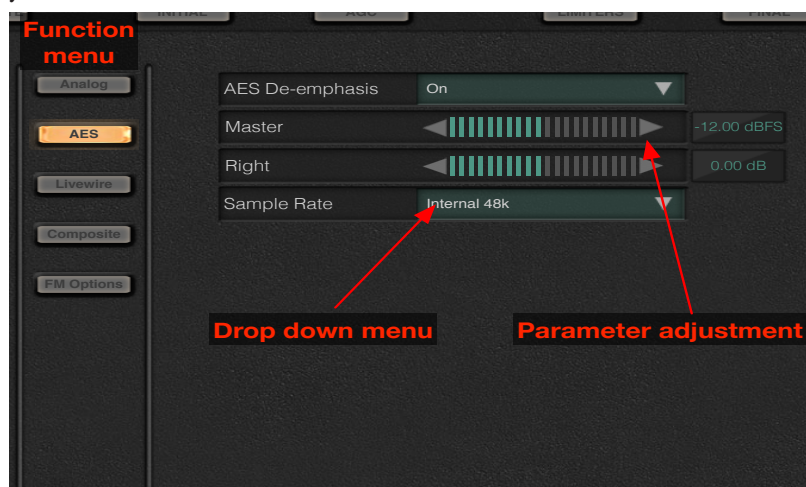 INITIAL AGC LIMITERS FINAL
Function
menu
Analog
AES De-emphasis On
AES
Master -12.00 dBFS
Right 0.00 dB
Livewire
Sample Rate Internal 48k
Composite
FM Options
Drop down menu Parameter adjustment